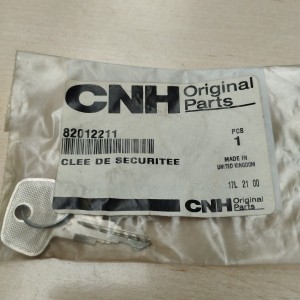 CNH Original Parts
82012211
PCS
1
CLEE DE SECURITEE
MADE IN
UNITED KINGDOM
17L 21 00
CNH Original Parts